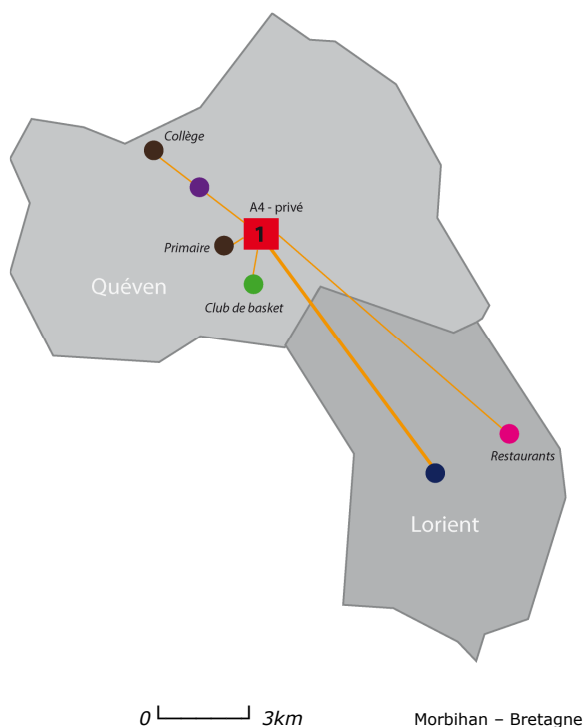 Collège
A4 - privé
1
Primaire
Quéven
Club de basket
Restaurants
Lorient
0 3km
Morbihan – Bretagne